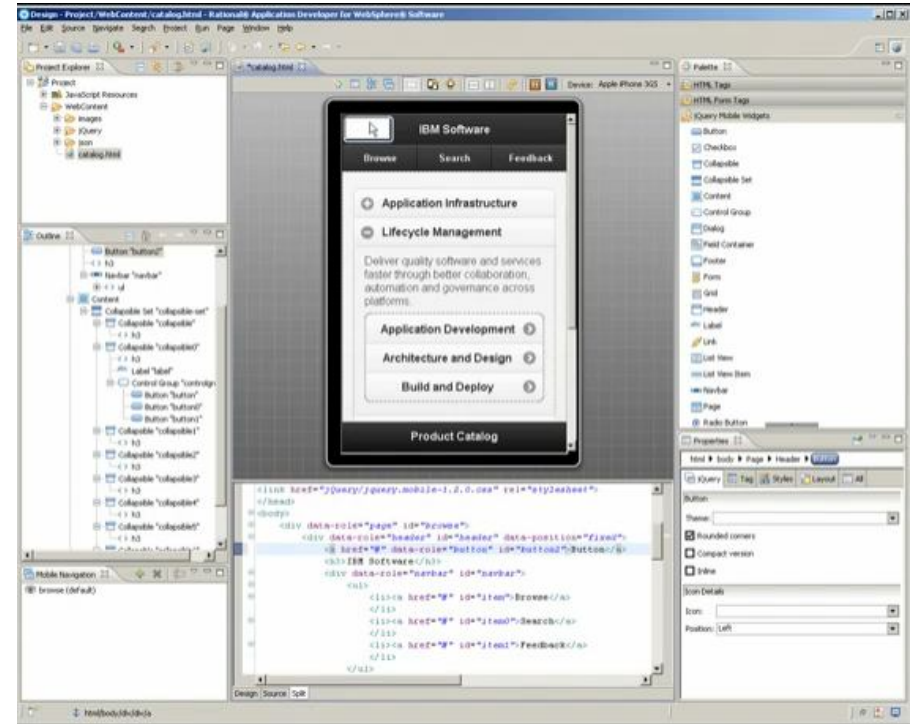 Design - Project/WebContent/catalog.html - Rational® Application Developer for WebSphere® Software
File Edit Source Navigate Search Project Run Page Window Help
Project Explorer
Project
JavaScript Resources
WebContent
images
jQuery
json
catalog.html
Outline
Button "button2"
h3
Navbar "navbar"
ul
Content
Collapsible Set "collapsible-set"
Collapsible "collapsible"
h3
Collapsible "collapsible0"
h3
Label "label"
Control Group "controlgr
Button "button"
Button "button0"
Button "button1"
Collapsible "collapsible1"
h3
Collapsible "collapsible2"
h3
Collapsible "collapsible3"
h3
Collapsible "collapsible4"
h3
Collapsible "collapsible5"
h3
Mobile Navigation
browse (default)
*catalog.html
Device: Apple iPhone 3GS
IBM Software
Browse Search Feedback
Application Infrastructure
Lifecycle Management
Deliver quality software and services
faster through better collaboration,
automation and governance across
platforms.
Application Development
Architecture and Design
Build and Deploy
Product Catalog
<link href="jQuery/jquery.mobile-1.2.0.css" rel="stylesheet">
</head>
<body>
<div data-role="page" id="browse">
<div data-role="header" id="header" data-position="fixed">
<a href="#" data-role="button" id="button2">Button</a>
<h3>IBM Software</h3>
<div data-role="navbar" id="navbar">
<ul>
<li><a href="#" id="item">Browse</a>
</li>
<li><a href="#" id="item0">Search</a>
</li>
<li><a href="#" id="item1">Feedback</a>
</li>
</ul>
Design Source Split
Palette
HTML Tags
HTML Form Tags
jQuery Mobile Widgets
Button
Checkbox
Collapsible
Collapsible Set
Content
Control Group
Dialog
Field Container
Footer
Form
Grid
Header
Label
Link
List View
List View Item
Navbar
Page
Radio Button
Properties
html body Page Header Button
jQuery Tag Styles Layout All
Button
Theme:
Rounded corners
Compact version
Inline
Icon Details
Icon:
Position: Left
html/body/div/div/a